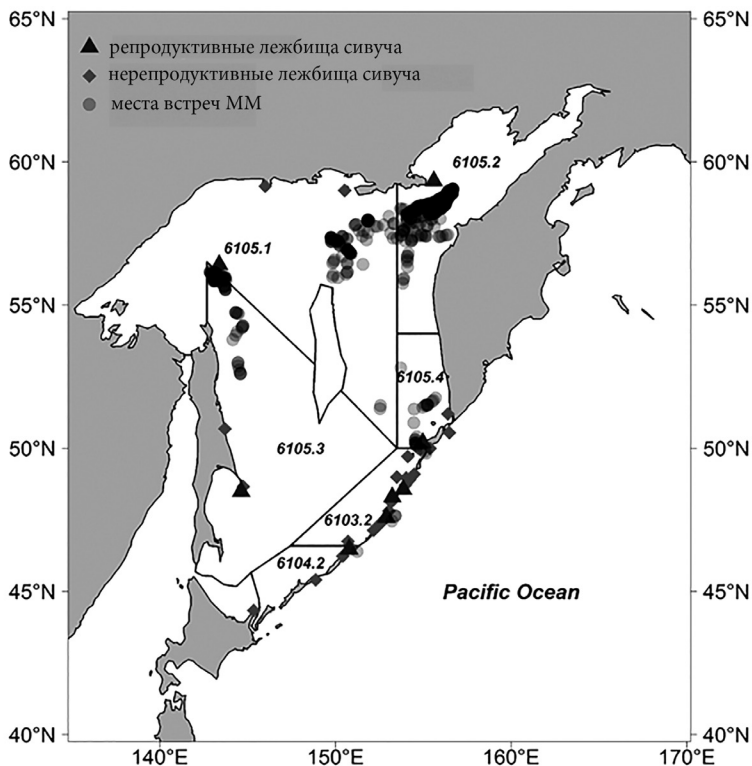 65°N 65°N
репродуктивные лежбища сивуча
нерепродуктивные лежбища сивуча
места встреч ММ
60°N 60°N
6105.2
6105.1
55°N 55°N
6105.4
50°N 50°N
6105.3
6103.2
6104.2
45°N 45°N
Pacific Ocean
40°N 40°N
140°E 150°E 160°E 170°E